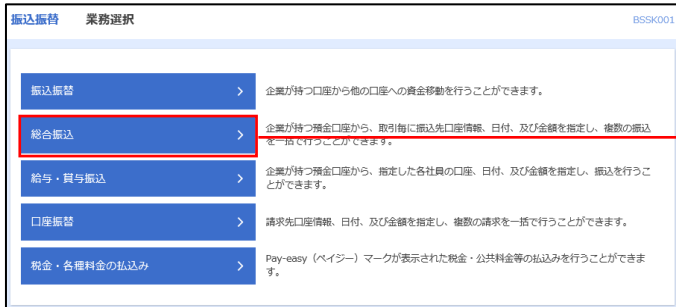 振込振替 業務選択 BSSK001
振込振替 企業が持つ口座から他の口座への資金移動を行うことができます。
総合振込 企業が持つ預金口座から、取引毎に振込先口座情報、日付、及び金額を指定し、複数の振込
を一括で行うことができます。
給与・賞与振込 企業が持つ預金口座から、指定した各社員の口座、日付、及び金額を指定し、振込を行うこ
とができます。
口座振替 請求先口座情報、日付、及び金額を指定し、複数の請求を一括で行うことができます。
税金・各種料金の払込み Pay-easy（ペイジー）マークが表示された税金・公共料金等の払込みを行うことができま
す。